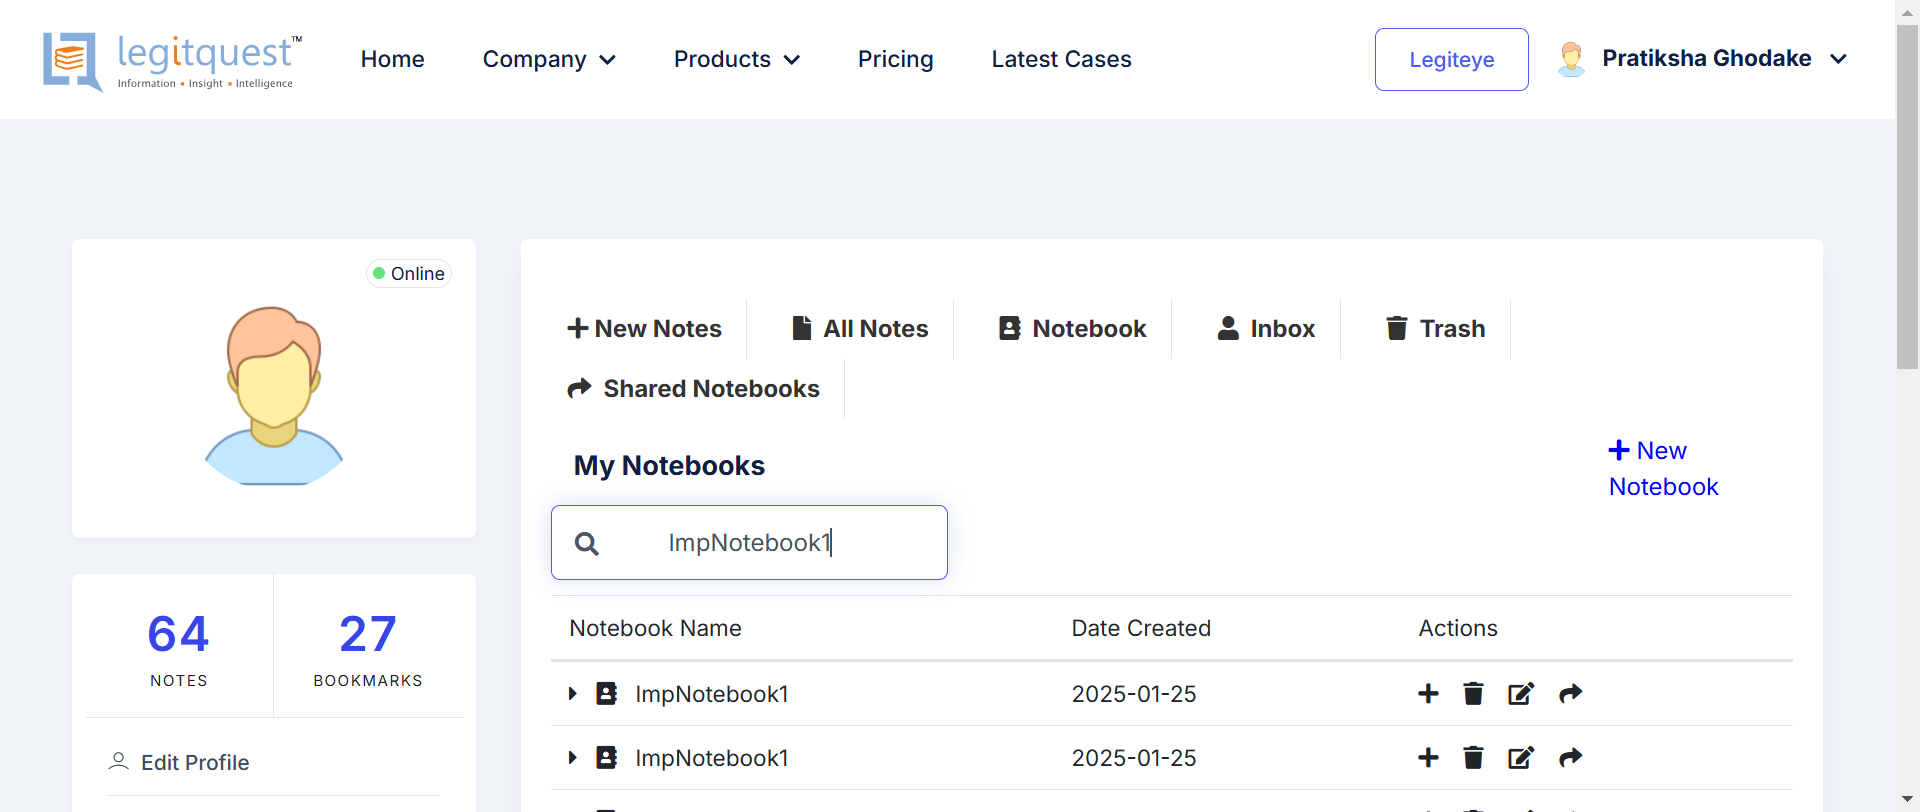 legitquest™
Information • Insight • Intelligence
Home
Company
Products
Pricing
Latest Cases
Legiteye
Pratiksha Ghodake
Online
64
NOTES
27
BOOKMARKS
Edit Profile
New Notes
All Notes
Notebook
Inbox
Trash
Shared Notebooks
My Notebooks
New
Notebook
ImpNotebook1
Notebook Name Date Created Actions
ImpNotebook1 2025-01-25
ImpNotebook1 2025-01-25